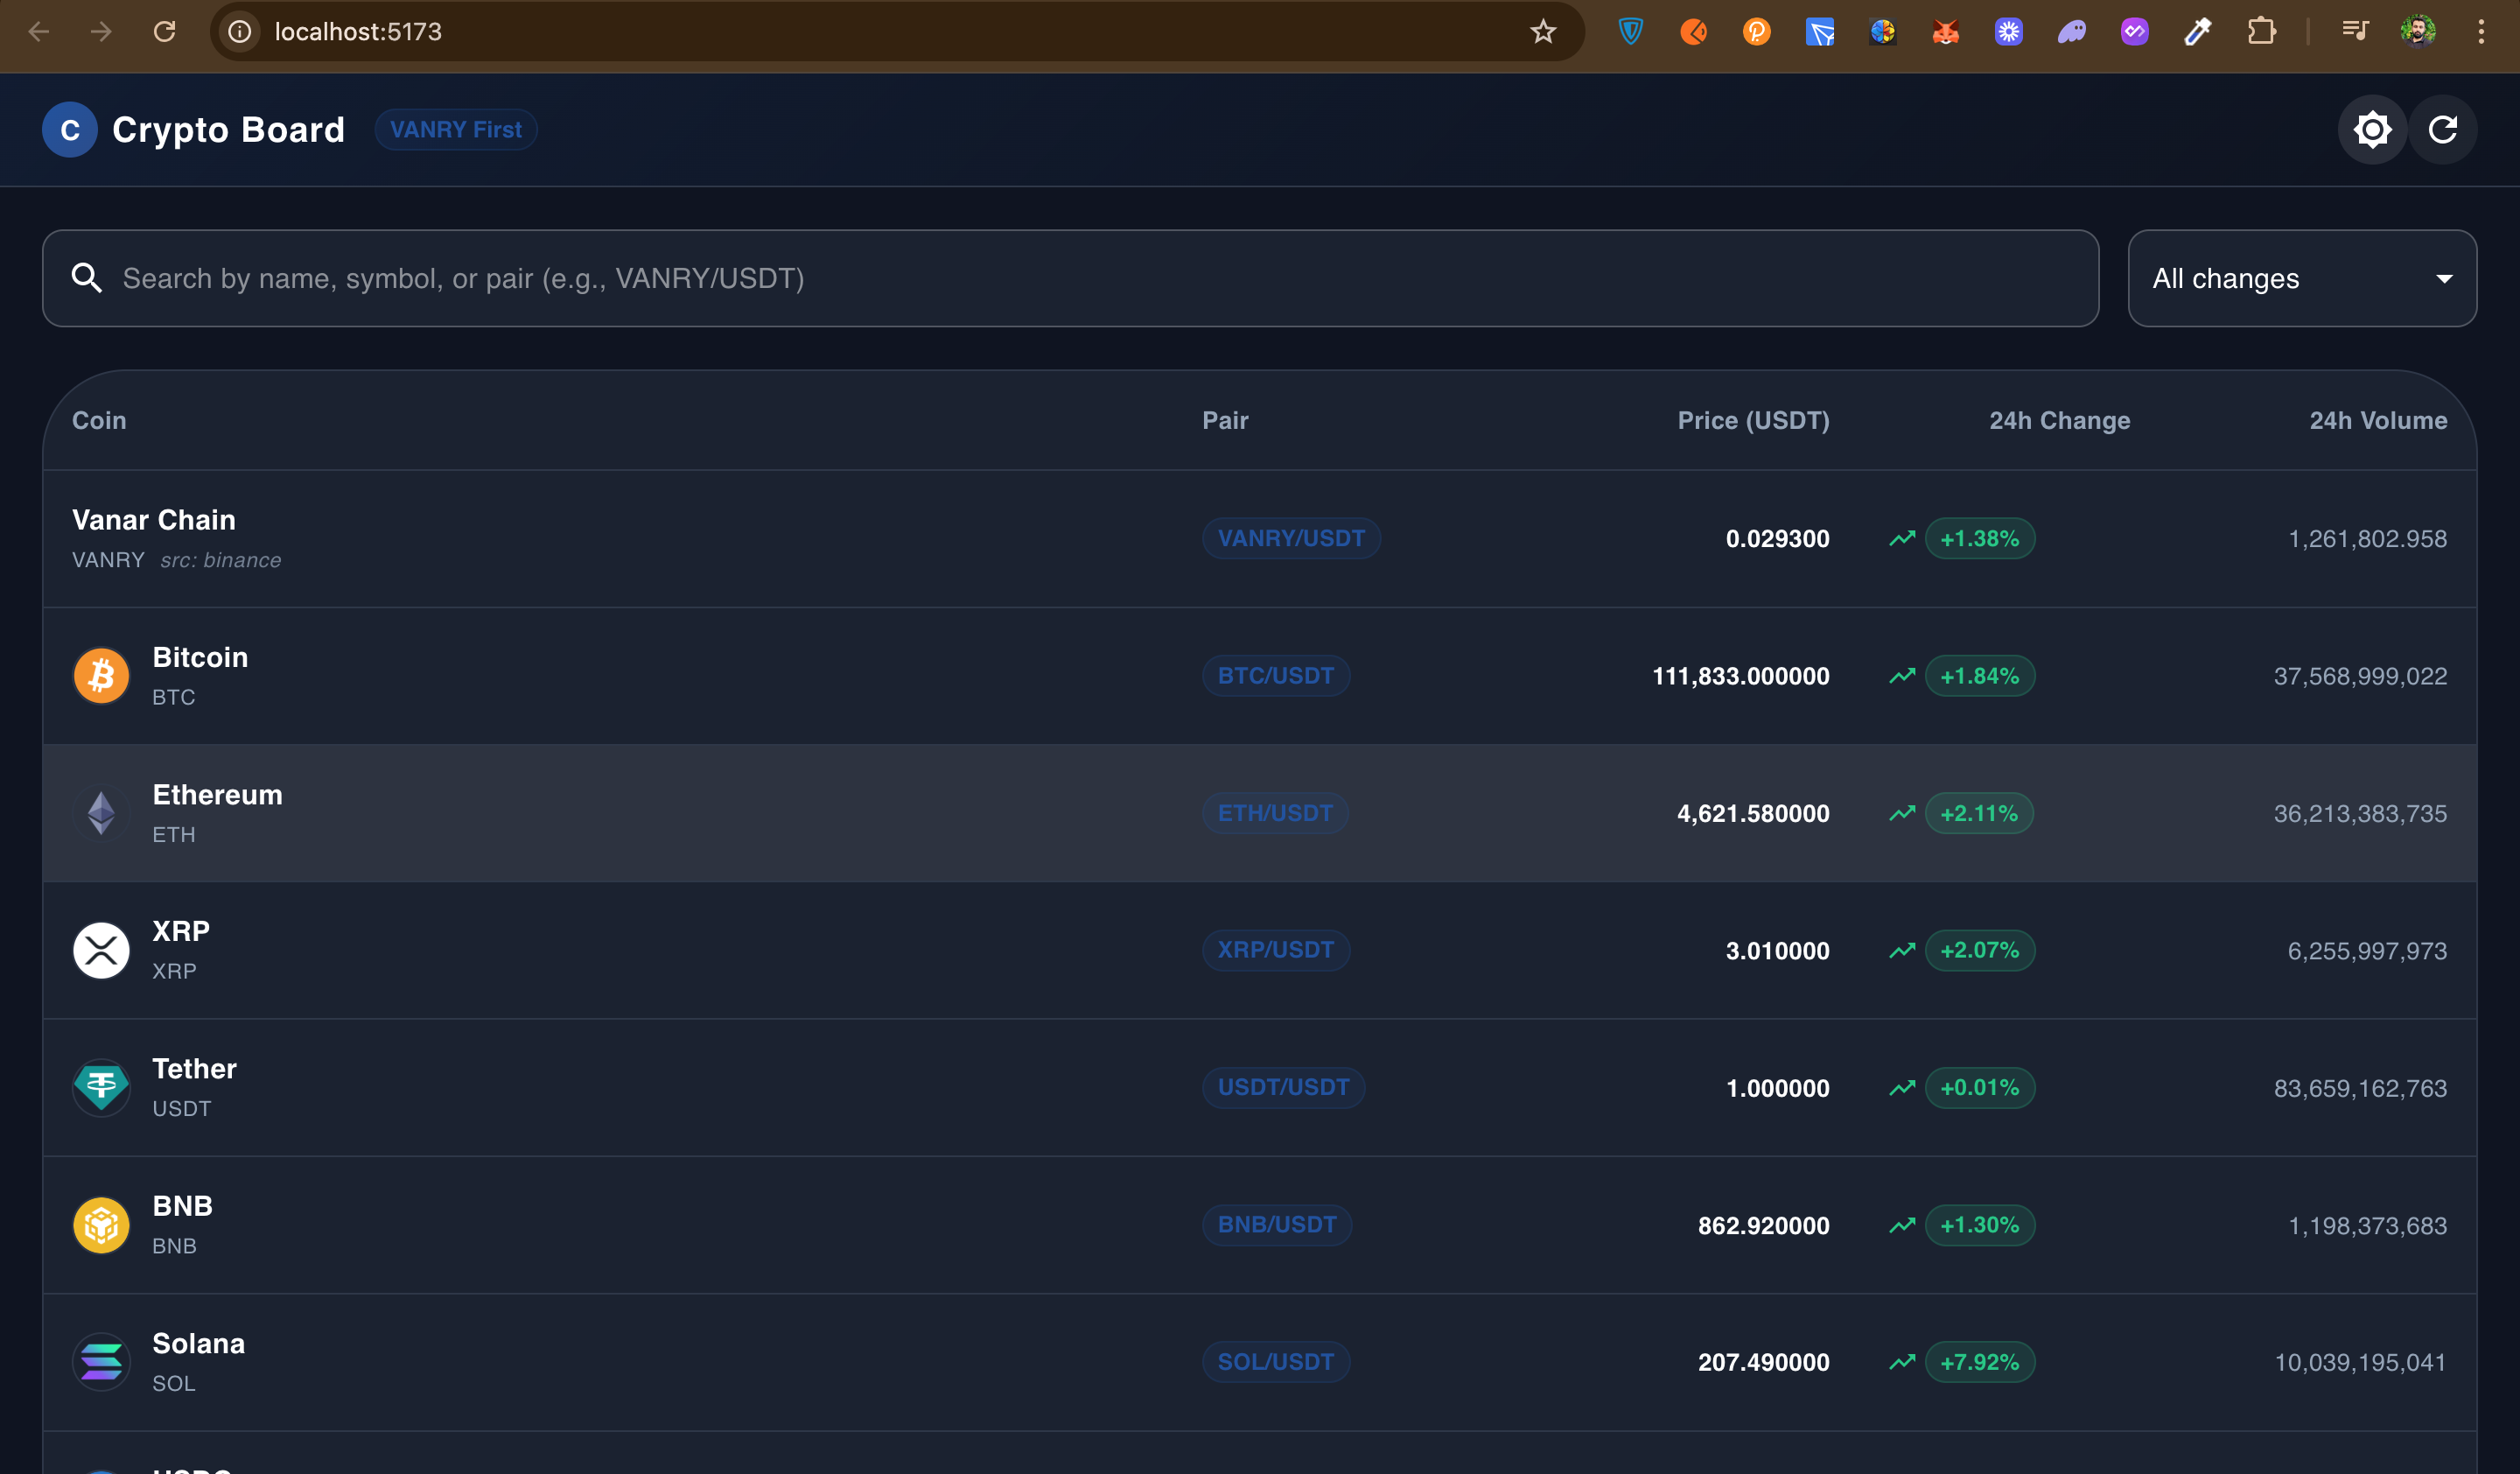 localhost:5173
C Crypto Board VANRY First
Search by name, symbol, or pair (e.g., VANRY/USDT) All changes
Coin Pair Price (USDT) 24h Change 24h Volume
Vanar Chain
VANRY src: binance VANRY/USDT 0.029300 +1.38% 1,261,802.958
Bitcoin
BTC BTC/USDT 111,833.000000 +1.84% 37,568,999,022
Ethereum
ETH ETH/USDT 4,621.580000 +2.11% 36,213,383,735
XRP
XRP XRP/USDT 3.010000 +2.07% 6,255,997,973
Tether
USDT USDT/USDT 1.000000 +0.01% 83,659,162,763
BNB
BNB BNB/USDT 862.920000 +1.30% 1,198,373,683
Solana
SOL SOL/USDT 207.490000 +7.92% 10,039,195,041